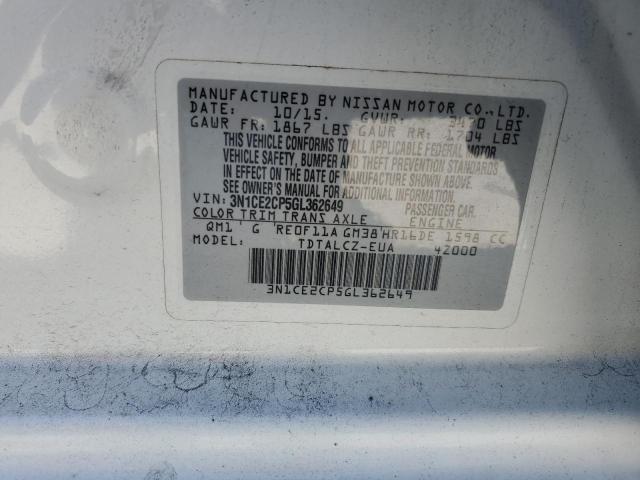 MANUFACTURED BY NISSAN MOTOR CO., LTD.
DATE: 10/15. GVWR: LBS
GAWR FR: 1867 LBS GAWR RR: 1704 LBS
THIS VEHICLE CONFORMS TO ALL APPLICABLE FEDERAL MOTOR
VEHICLE SAFETY, BUMPER AND THEFT PREVENTION STANDARDS
IN EFFECT ON THE DATE OF MANUFACTURE SHOWN ABOVE.
SEE OWNER'S MANUAL FOR ADDITIONAL INFORMATION.
VIN: 3N1CE2CP5GL362649 PASSENGER CAR.
COLOR TRIM TRANS AXLE ENGINE
QM1 G RE0F11A GM38 HR16DE 1598 CC
MODEL: TDTALCZ-EUA 42000
3N1CE2CP5GL362649